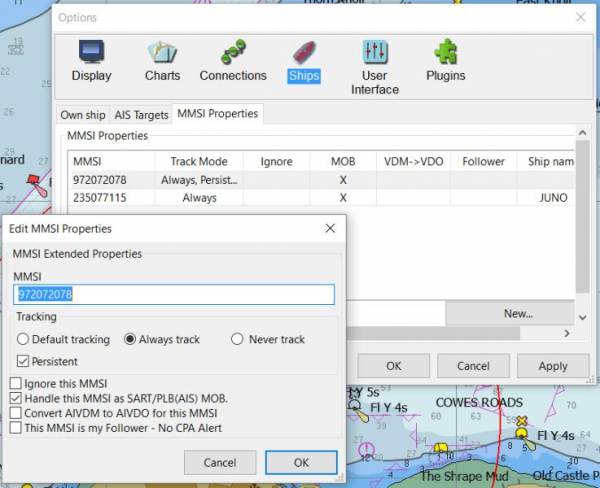 Options
Display
Charts
Connections
Ships
User Interface
Plugins
Own ship
AIS Targets
MMSI Properties
MMSI Properties
MMSI Track Mode Ignore MOB VDM->VDO Follower Ship name
972072078 Always, Persist... X
235077115 Always X JUNO
New...
OK Cancel Apply
Edit MMSI Properties
MMSI Extended Properties
MMSI
972072078
Tracking
Default tracking Always track Never track
Persistent
Ignore this MMSI
Handle this MMSI as SART/PLB(AIS) MOB.
Convert AIVDM to AIVDO for this MMSI
This MMSI is my Follower - No CPA Alert
Cancel OK
nard
22
19
27
Y 5s
Fl Y 4s
COWES ROADS
Fl Y 4s
The Shrape Mud
Old Castle P